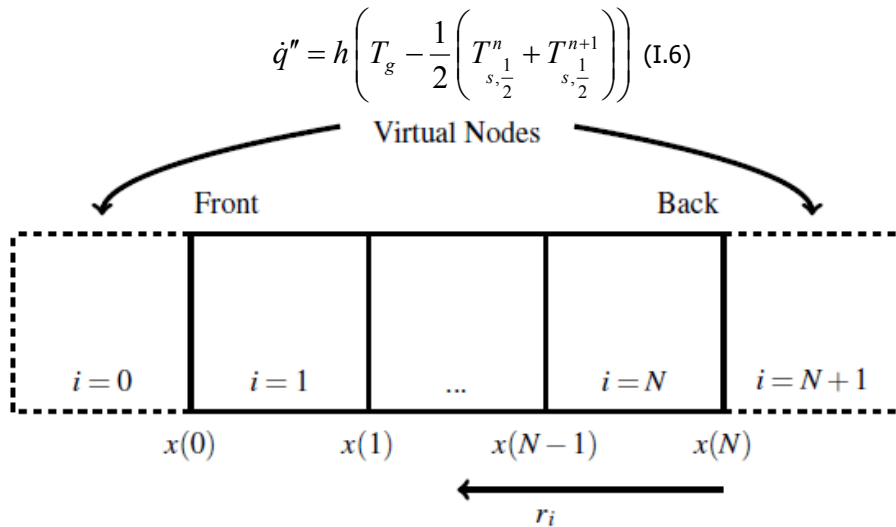 q̇″ = h(T_g − 1/2(T^n_{s,1/2} + T^{n+1}_{s,1/2})) (I.6)
Virtual Nodes
Front Back
i = 0 i = 1 ... i = N i = N + 1
x(0) x(1) x(N − 1) x(N)
r_i